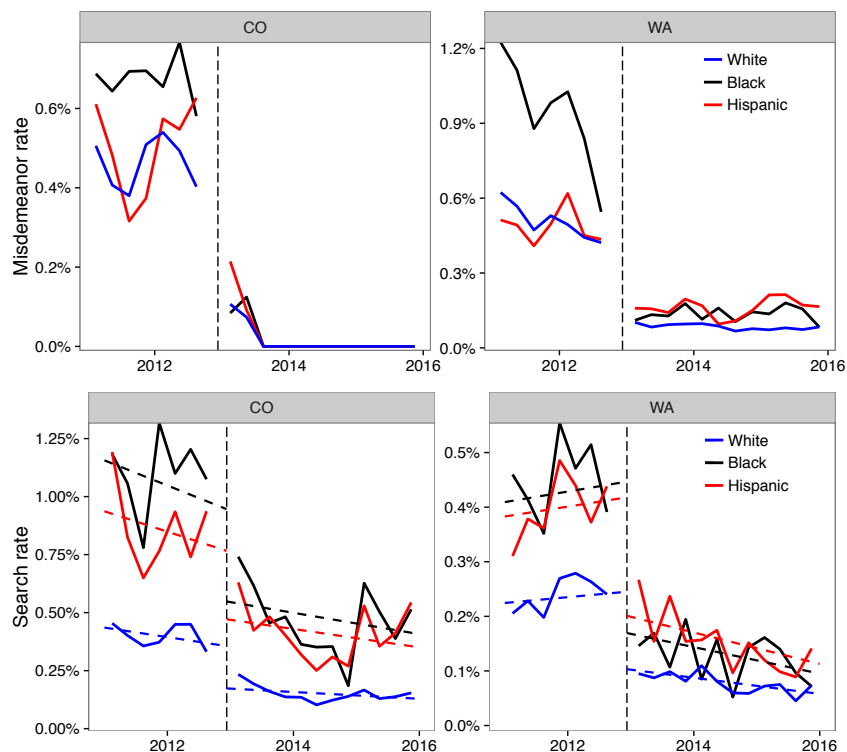 CO
WA
Misdemeanor rate
0.6%
0.4%
0.2%
0.0%
2012
2014
2016
1.2%
0.9%
0.6%
0.3%
0.0%
White
Black
Hispanic
2012
2014
2016
CO
WA
Search rate
1.25%
1.00%
0.75%
0.50%
0.25%
0.00%
2012
2014
2016
0.5%
0.4%
0.3%
0.2%
0.1%
0.0%
White
Black
Hispanic
2012
2014
2016